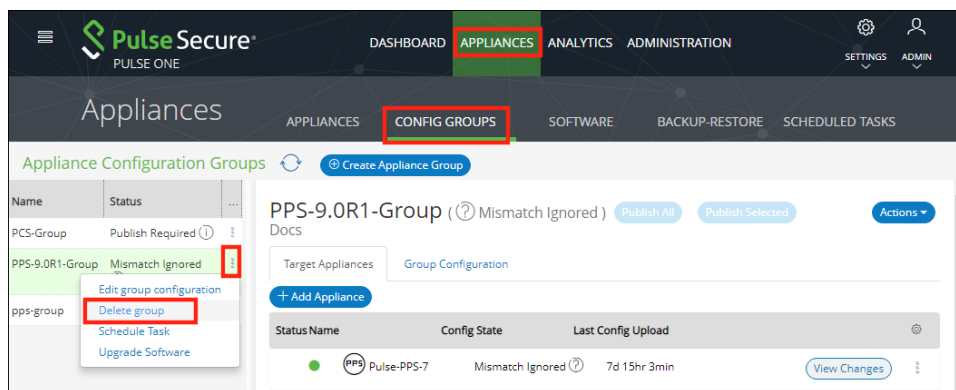 Pulse Secure®
PULSE ONE
DASHBOARD APPLIANCES ANALYTICS ADMINISTRATION
SETTINGS ADMIN
Appliances
APPLIANCES CONFIG GROUPS SOFTWARE BACKUP-RESTORE SCHEDULED TASKS
Appliance Configuration Groups
Create Appliance Group
Name Status ...
PCS-Group Publish Required
PPS-9.0R1-Group Mismatch Ignored
pps-group
Edit group configuration
Delete group
Schedule Task
Upgrade Software
PPS-9.0R1-Group ( ? Mismatch Ignored ) Publish All Publish Selected Actions
Docs
Target Appliances Group Configuration
+ Add Appliance
Status Name Config State Last Config Upload
PPS Pulse-PPS-7 Mismatch Ignored ? 7d 15hr 3min View Changes